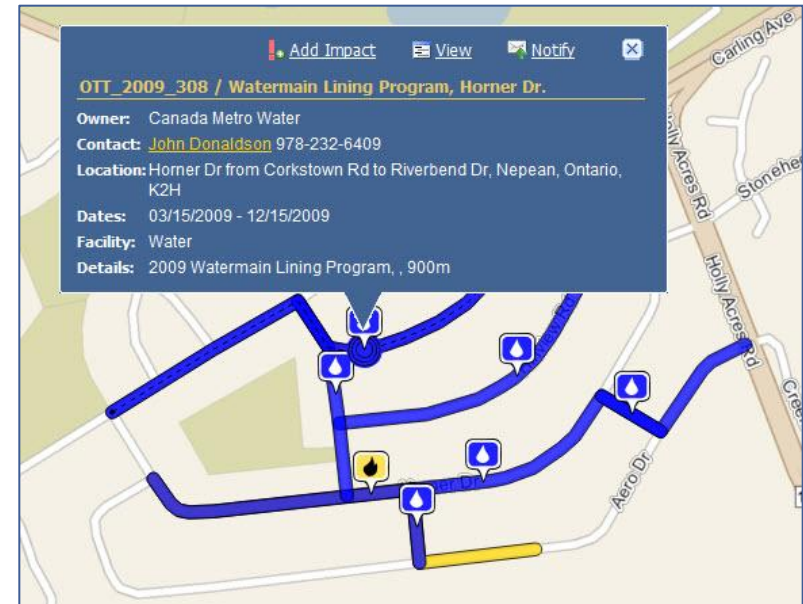 Add Impact View Notify
OTT_2009_308 / Watermain Lining Program, Horner Dr.
Owner: Canada Metro Water
Contact: John Donaldson 978-232-6409
Location: Horner Dr from Corkstown Rd to Riverbend Dr, Nepean, Ontario,
K2H
Dates: 03/15/2009 - 12/15/2009
Facility: Water
Details: 2009 Watermain Lining Program, , 900m
Carling Ave
Holly Acres Rd
Holly Acres Rd
Aero Dr